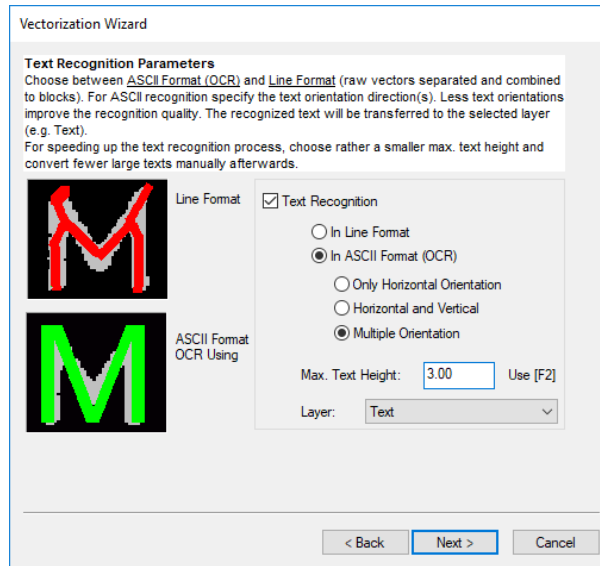 Vectorization Wizard
Text Recognition Parameters
Choose between ASCII Format (OCR) and Line Format (raw vectors separated and combined
to blocks). For ASCII recognition specify the text orientation direction(s). Less text orientations
improve the recognition quality. The recognized text will be transferred to the selected layer
(e.g. Text).
For speeding up the text recognition process, choose rather a smaller max. text height and
convert fewer large texts manually afterwards.
Line Format
Text Recognition
In Line Format
In ASCII Format (OCR)
Only Horizontal Orientation
Horizontal and Vertical
Multiple Orientation
ASCII Format
OCR Using
Max. Text Height: 3.00 Use [F2]
Layer: Text
< Back Next > Cancel
M
M